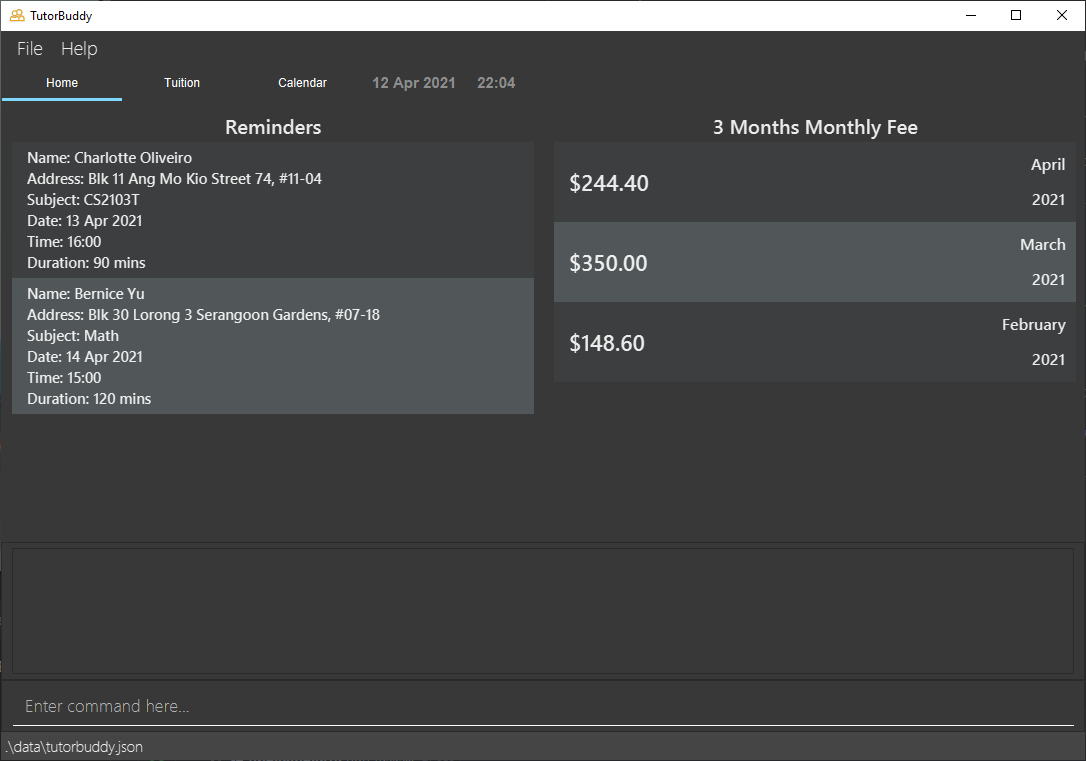 TutorBuddy
File Help
Home Tuition Calendar 12 Apr 2021 22:04
Reminders
Name: Charlotte Oliveiro
Address: Blk 11 Ang Mo Kio Street 74, #11-04
Subject: CS2103T
Date: 13 Apr 2021
Time: 16:00
Duration: 90 mins
Name: Bernice Yu
Address: Blk 30 Lorong 3 Serangoon Gardens, #07-18
Subject: Math
Date: 14 Apr 2021
Time: 15:00
Duration: 120 mins
3 Months Monthly Fee
$244.40
April
2021
$350.00
March
2021
$148.60
February
2021
Enter command here...
.\data\tutorbuddy.json